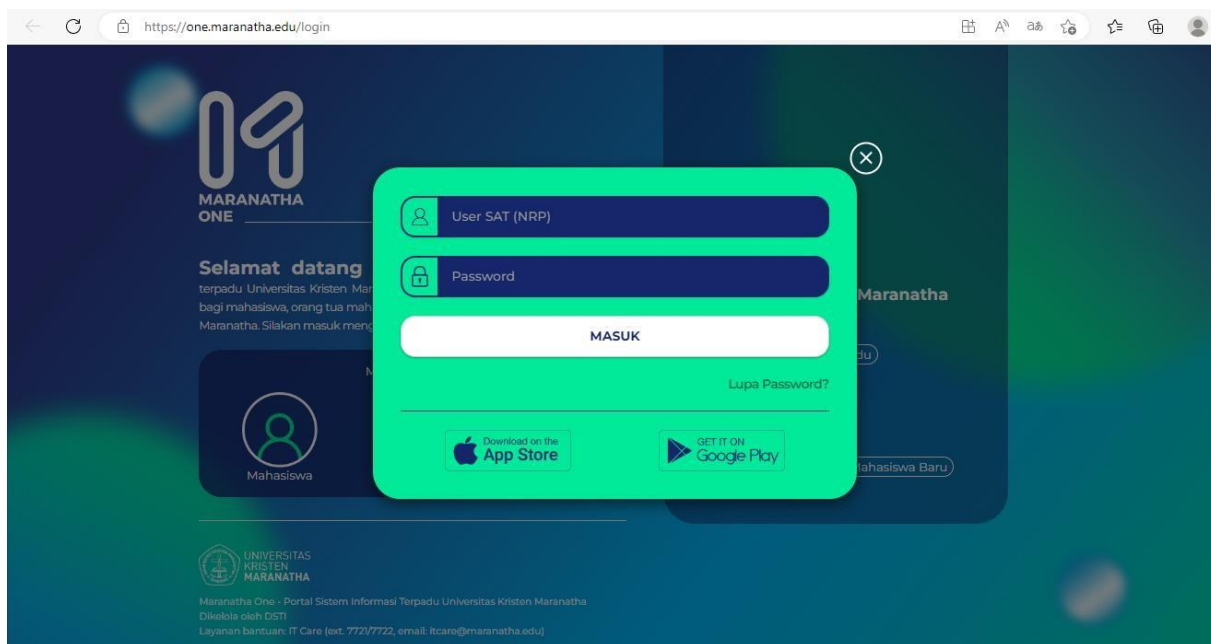 https://one.maranatha.edu/login
MARANATHA
ONE
Selamat datang
terpadu Universitas Kristen Mar
bagi mahasiswa, orang tua mah
Maranatha. Silakan masuk meng
M
Mahasiswa
User SAT (NRP)
Password
MASUK
Lupa Password?
Download on the
App Store
GET IT ON
Google Play
Maranatha
du
Mahasiswa Baru
UNIVERSITAS
KRISTEN
MARANATHA
Maranatha One - Portal Sistem Informasi Terpadu Universitas Kristen Maranatha
Dikelola oleh DSTI
Layanan bantuan: IT Care (ext. 7721/7722, email: itcare@maranatha.edu)